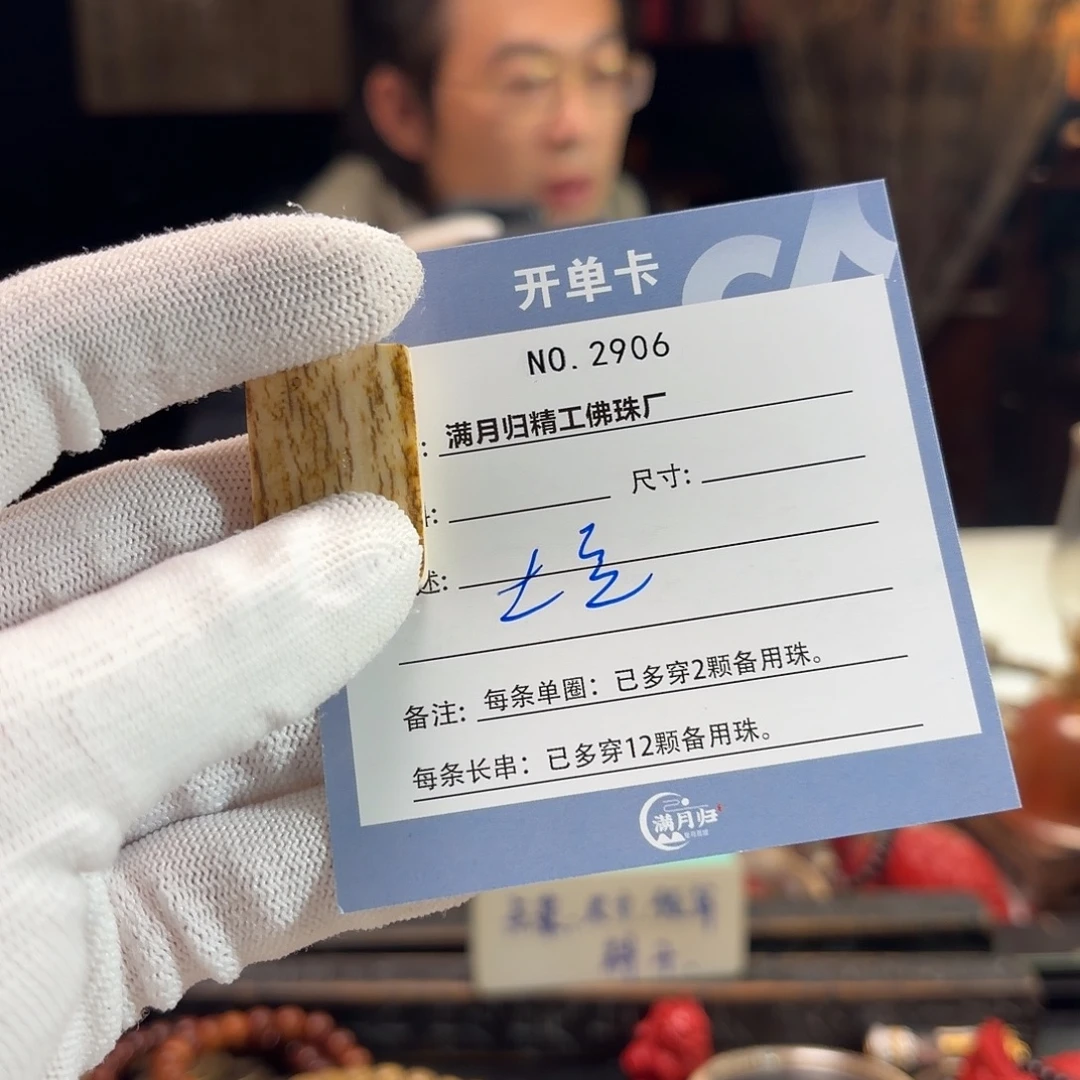 开单卡
NO.2906
: 满月归精工佛珠厂
: 尺寸:
述:
备注: 每条单圈：已多穿2颗备用珠。
每条长串：已多穿12颗备用珠。
满月归